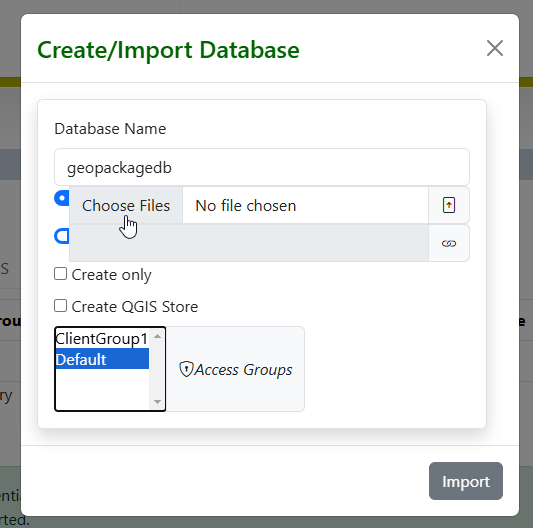 Create/Import Database
Database Name
geopackagedb
Choose Files No file chosen
Create only
Create QGIS Store
ClientGroup1
Default
Access Groups
Import